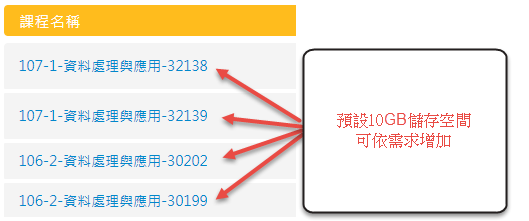 課程名稱
107-1-資料處理與應用-32138
107-1-資料處理與應用-32139
106-2-資料處理與應用-30202
106-2-資料處理與應用-30199
預設10GB儲存空間
可依需求增加